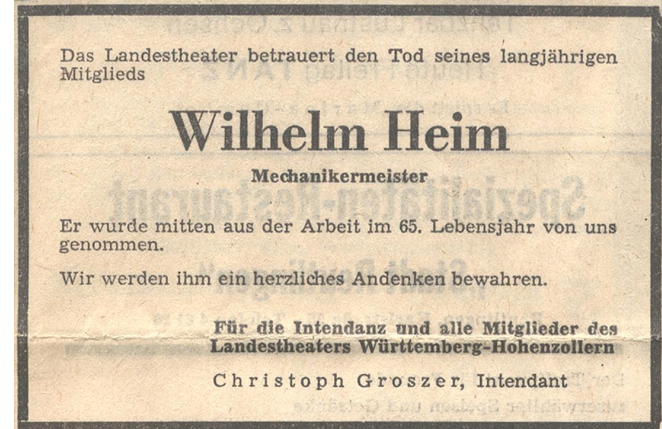 Das Landestheater betrauert den Tod seines langjährigen
Mitglieds
Wilhelm Heim
Mechanikermeister
Er wurde mitten aus der Arbeit im 65. Lebensjahr von uns
genommen.
Wir werden ihm ein herzliches Andenken bewahren.
Für die Intendanz und alle Mitglieder des
Landestheaters Württemberg-Hohenzollern
Christoph Groszer, Intendant